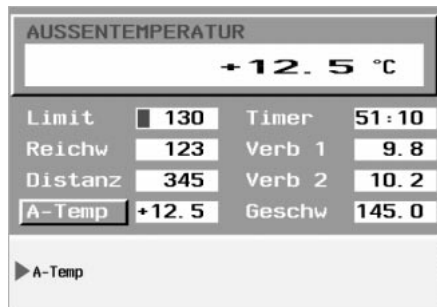 AUSSENTEMPERATUR
+12.5 °C
Limit 130 Timer 51:10
Reichw 123 Verb 1 9.8
Distanz 345 Verb 2 10.2
A-Temp +12.5 Geschw 145.0
A-Temp